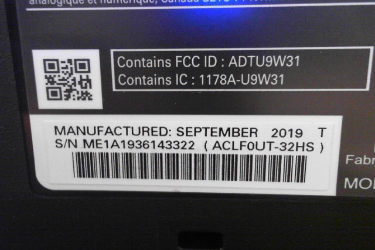 analogique et numérique, Canada
Contains FCC ID : ADTU9W31
Contains IC : 1178A-U9W31
MANUFACTURED: SEPTEMBER 2019 T
S/N ME1A1936143322 ( ACLF0UT-32HS )
Fabr
MO